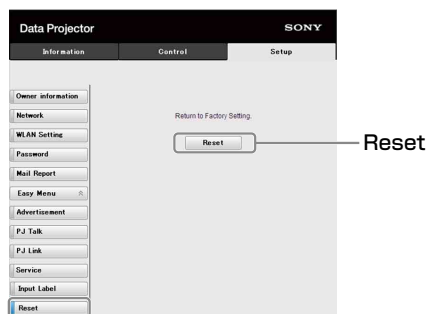 Data Projector
SONY
Information
Control
Setup
Owner information
Network
WLAN Setting
Password
Mail Report
Easy Menu
Advertisement
PJ Talk
PJ Link
Service
Input Label
Reset
Return to Factory Setting.
Reset
Reset